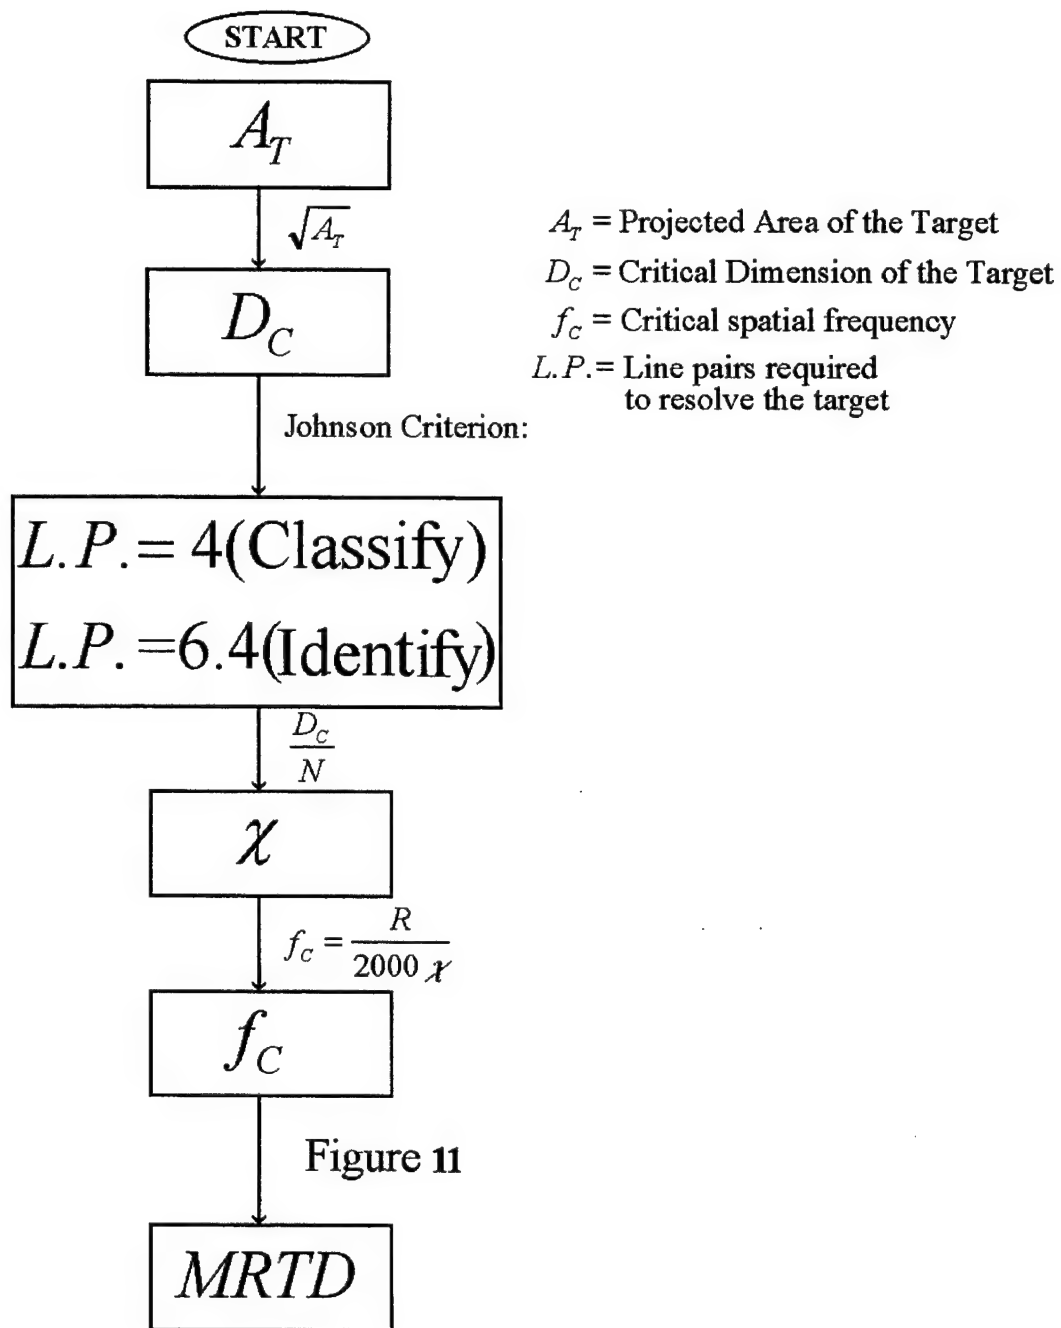 START
A_T
√A_T
D_C
Johnson Criterion:
L.P.= 4(Classify)
L.P.=6.4(Identify)
D_C/N
χ
f_C = R/2000 χ
f_C
Figure 11
MRTD
A_T = Projected Area of the Target
D_C = Critical Dimension of the Target
f_C = Critical spatial frequency
L.P.= Line pairs required
to resolve the target